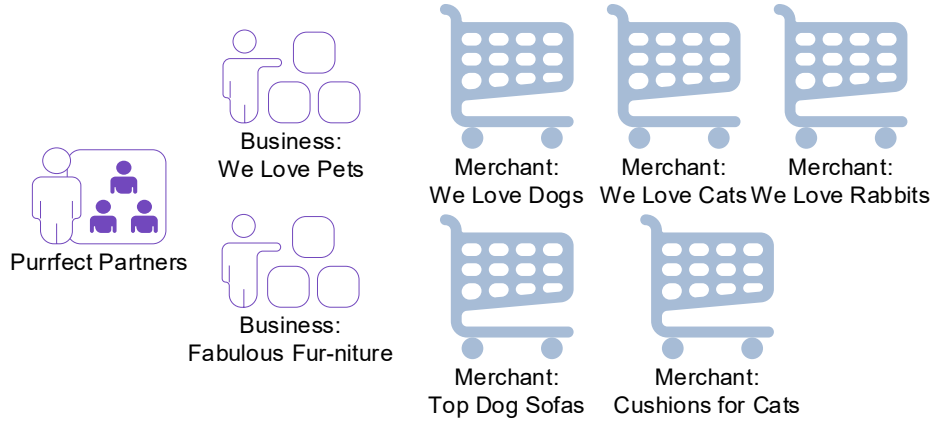 Business:
We Love Pets
Merchant:
We Love Dogs
Merchant:
We Love Cats
Merchant:
We Love Rabbits
Purrfect Partners
Business:
Fabulous Fur-niture
Merchant:
Top Dog Sofas
Merchant:
Cushions for Cats